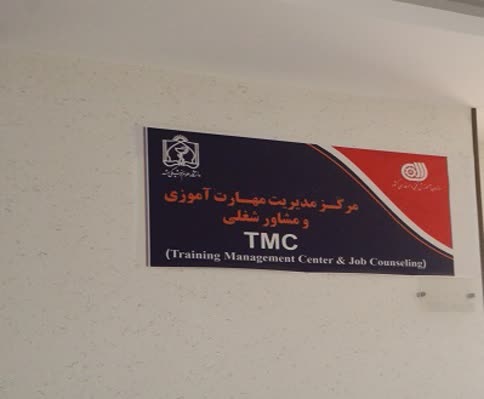 مرکز مدیریت مهارت آموزی
و مشاور شغلی
TMC
(Training Management Center & Job Counseling)